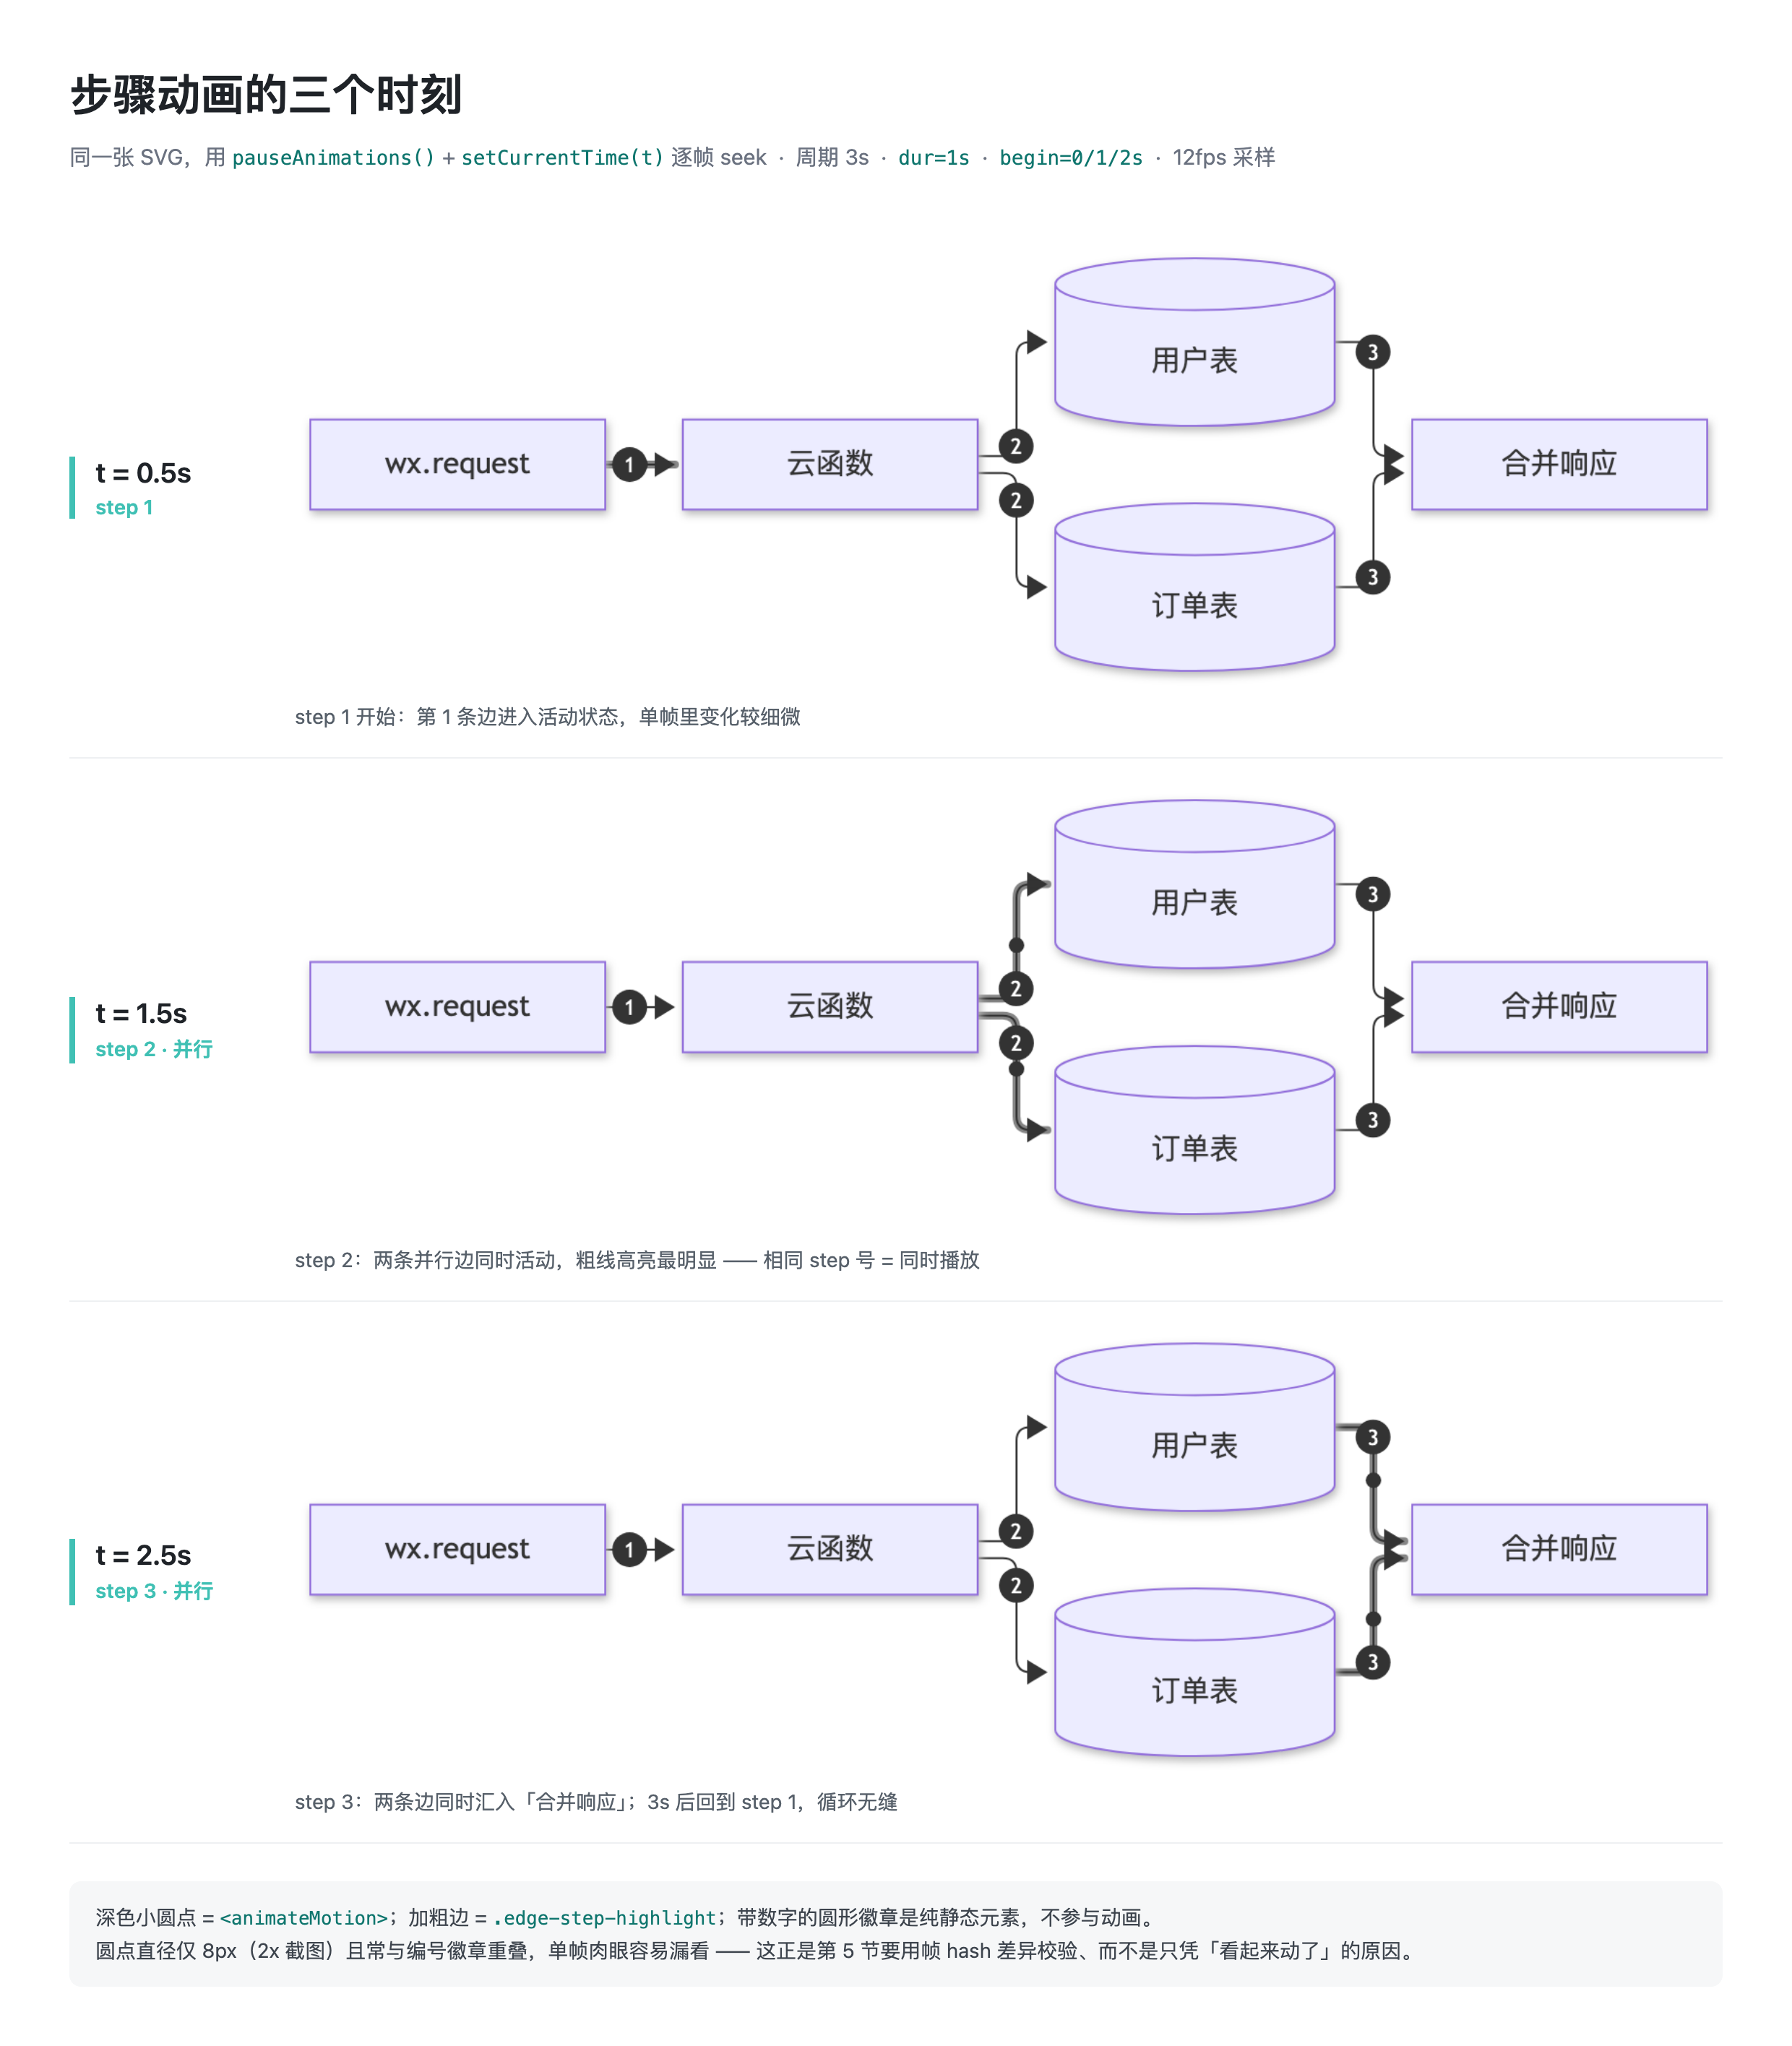 步骤动画的三个时刻
同一张 SVG，用 pauseAnimations() + setCurrentTime(t) 逐帧 seek · 周期 3s · dur=1s · begin=0/1/2s · 12fps 采样
t = 0.5s
step 1
wx.request
1
云函数
2
2
用户表
订单表
3
3
合并响应
step 1 开始：第 1 条边进入活动状态，单帧里变化较细微
t = 1.5s
step 2 · 并行
wx.request
1
云函数
2
2
用户表
订单表
3
3
合并响应
step 2：两条并行边同时活动，粗线高亮最明显 —— 相同 step 号 = 同时播放
t = 2.5s
step 3 · 并行
wx.request
1
云函数
2
2
用户表
订单表
3
3
合并响应
step 3：两条边同时汇入「合并响应」；3s 后回到 step 1，循环无缝
深色小圆点 = <animateMotion>；加粗边 = .edge-step-highlight；带数字的圆形徽章是纯静态元素，不参与动画。
圆点直径仅 8px（2x 截图）且常与编号徽章重叠，单帧肉眼容易漏看 —— 这正是第 5 节要用帧 hash 差异校验、而不是只凭「看起来动了」的原因。